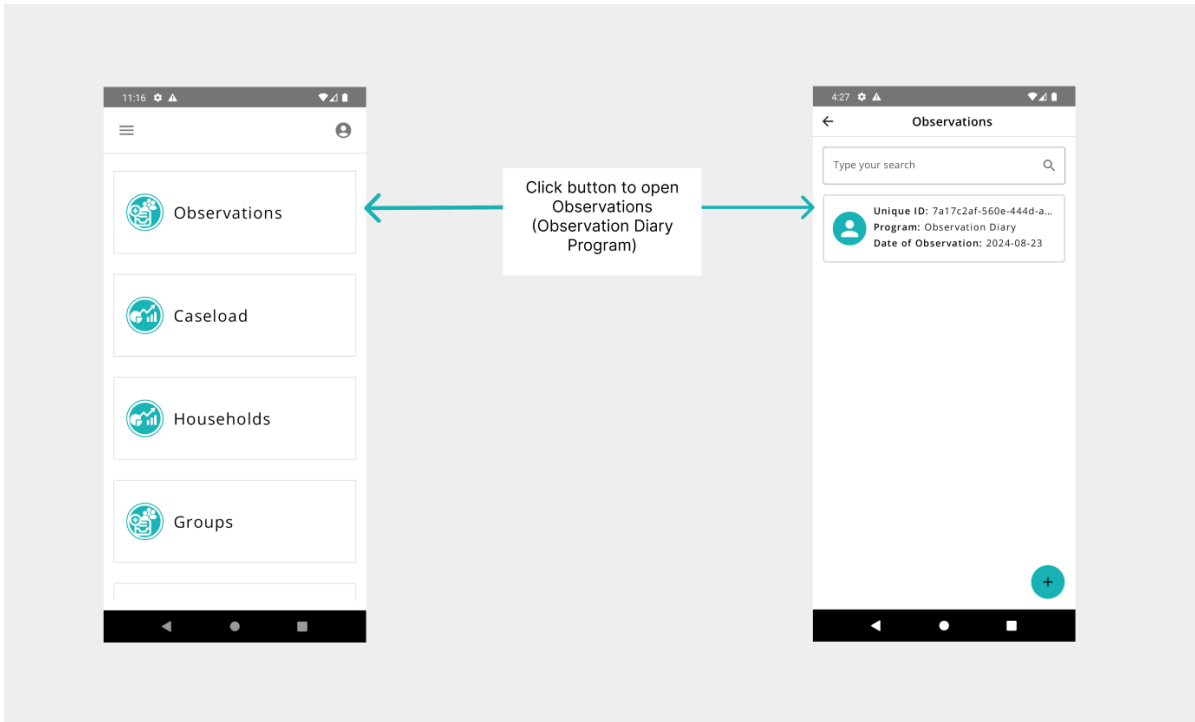 11:16
Observations
Caseload
Households
Groups
Click button to open
Observations
(Observation Diary
Program)
4:27
Observations
Type your search
Unique ID: 7a17c2af-560e-444d-a...
Program: Observation Diary
Date of Observation: 2024-08-23